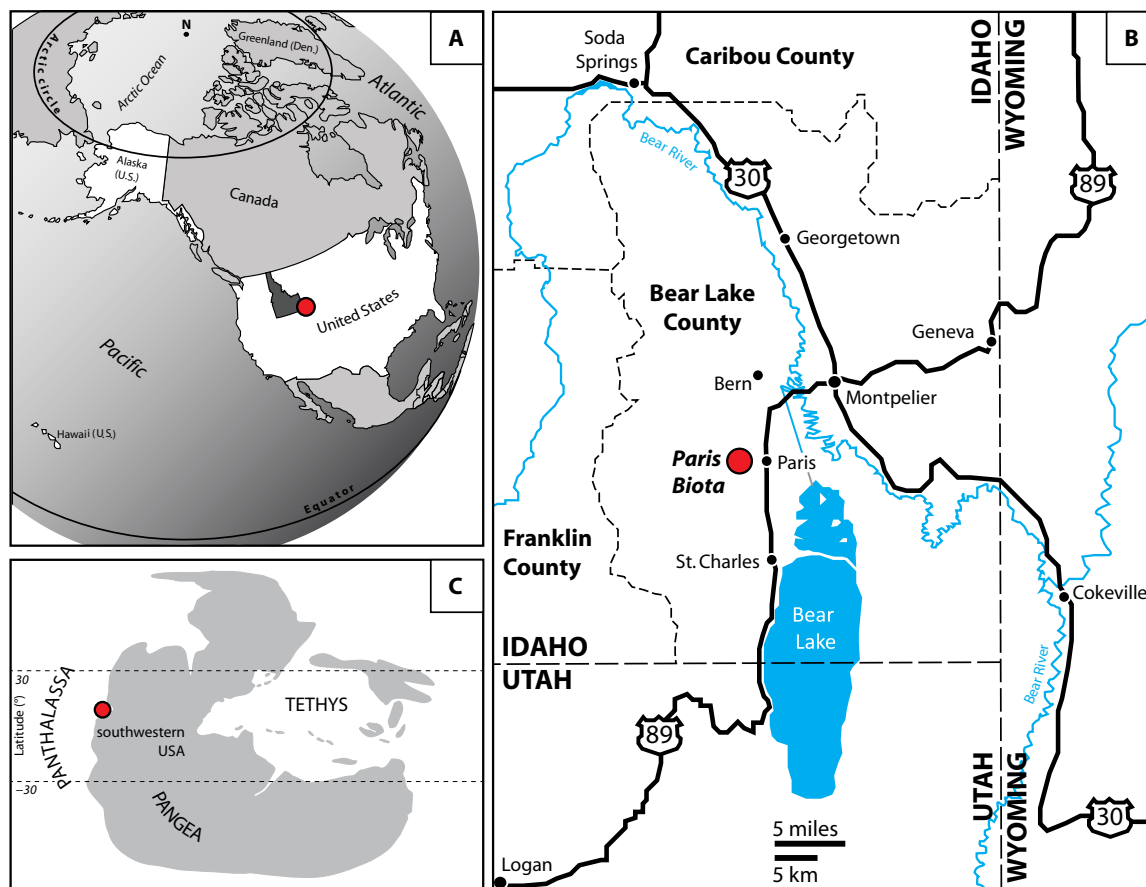 A
N
Arctic circle
Greenland (Den.)
Arctic Ocean
Atlantic
Alaska
(U.S.)
Canada
United States
Pacific
Hawaii (U.S.)
Equator
B
Soda
Springs
Caribou County
IDAHO
WYOMING
Bear River
30
89
Georgetown
Bear Lake
County
Geneva
Bern
Montpelier
Paris
Biota
Paris
Franklin
County
St. Charles
Cokeville
Bear
Lake
IDAHO
UTAH
Bear River
89
UTAH
WYOMING
30
5 miles
5 km
Logan
C
30
Latitude (°)
PANTHALASSA
TETHYS
southwestern
USA
−30
PANGEA